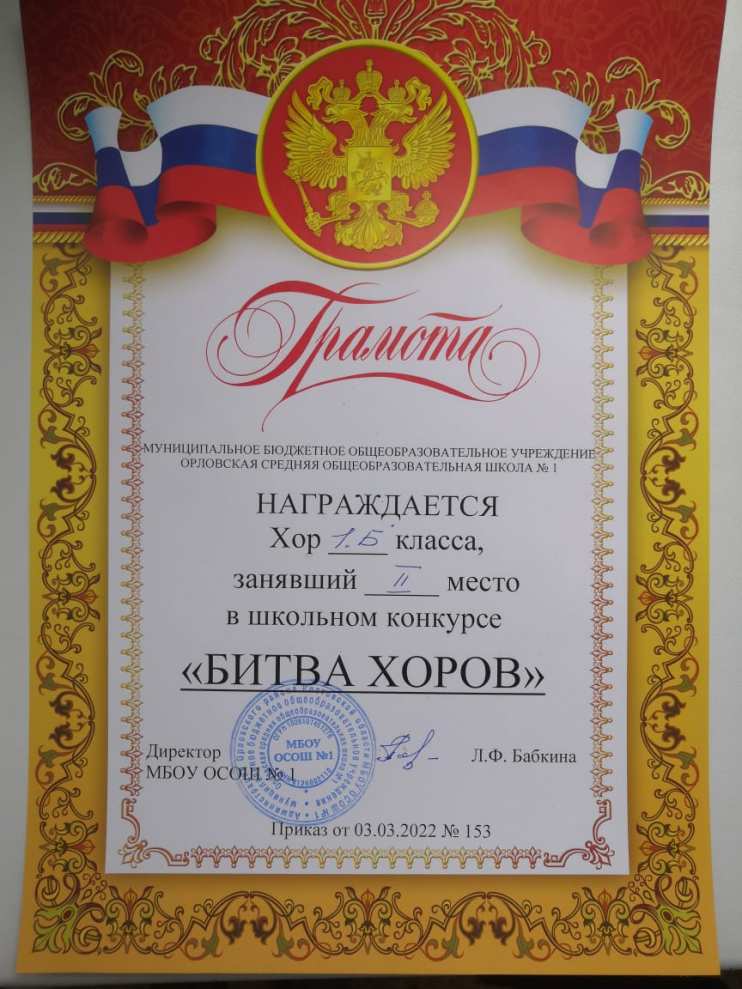 Грамота
МУНИЦИПАЛЬНОЕ БЮДЖЕТНОЕ ОБЩЕОБРАЗОВАТЕЛЬНОЕ УЧРЕЖДЕНИЕ
ОРЛОВСКАЯ СРЕДНЯЯ ОБЩЕОБРАЗОВАТЕЛЬНАЯ ШКОЛА № 1
НАГРАЖДАЕТСЯ
Хор 1.Б класса,
занявший II место
в школьном конкурсе
«БИТВА ХОРОВ»
МБОУ
ОСОШ №1
Директор
МБОУ ОСОШ № 1
Л.Ф. Бабкина
Приказ от 03.03.2022 № 153